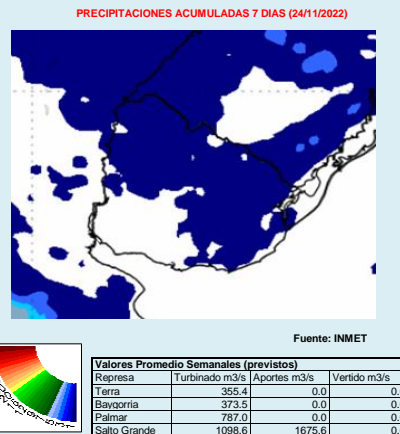 PRECIPITACIONES ACUMULADAS 7 DIAS (24/11/2022)
Fuente: INMET
Valores Promedio Semanales (previstos)
Represa Turbinado m3/s Aportes m3/s Vertido m3/s
Terra 355.4 0.0
Baygorria 373.5 0.0
Palmar 787.0 0.0
Salto Grande 1098.6 1675.6